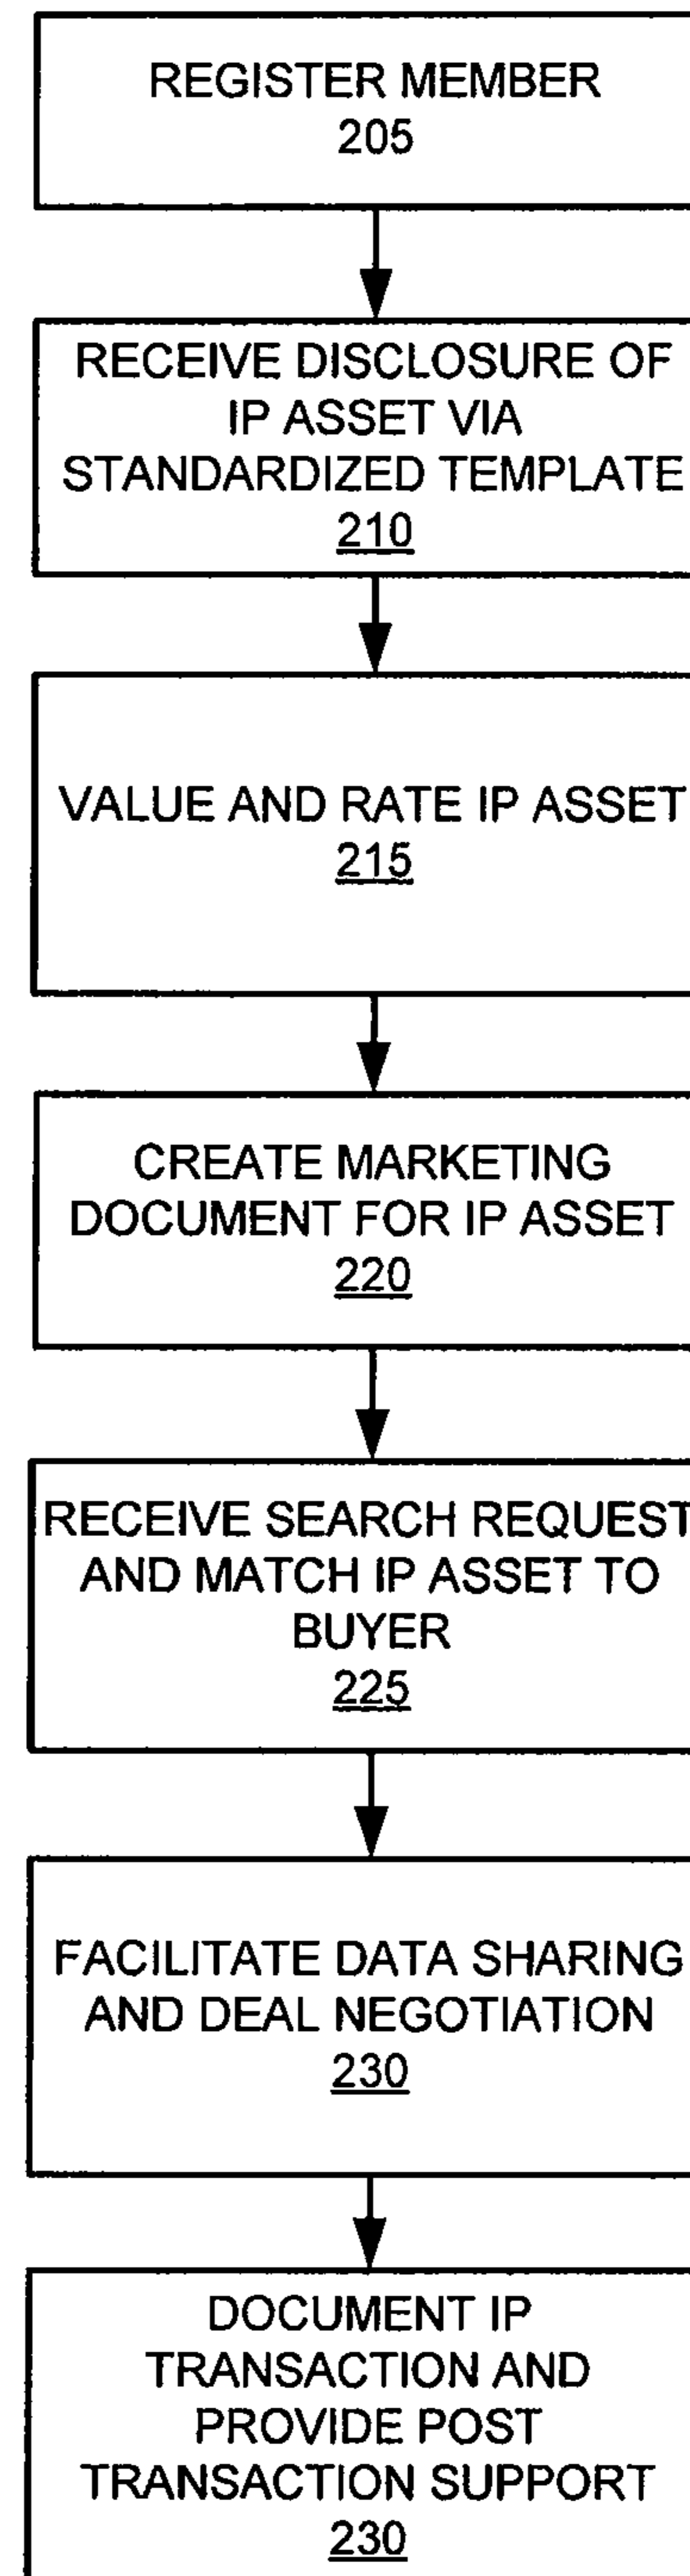 REGISTER MEMBER
205
RECEIVE DISCLOSURE OF
IP ASSET VIA
STANDARDIZED TEMPLATE
210
VALUE AND RATE IP ASSET
215
CREATE MARKETING
DOCUMENT FOR IP ASSET
220
RECEIVE SEARCH REQUEST
AND MATCH IP ASSET TO
BUYER
225
FACILITATE DATA SHARING
AND DEAL NEGOTIATION
230
DOCUMENT IP
TRANSACTION AND
PROVIDE POST
TRANSACTION SUPPORT
230